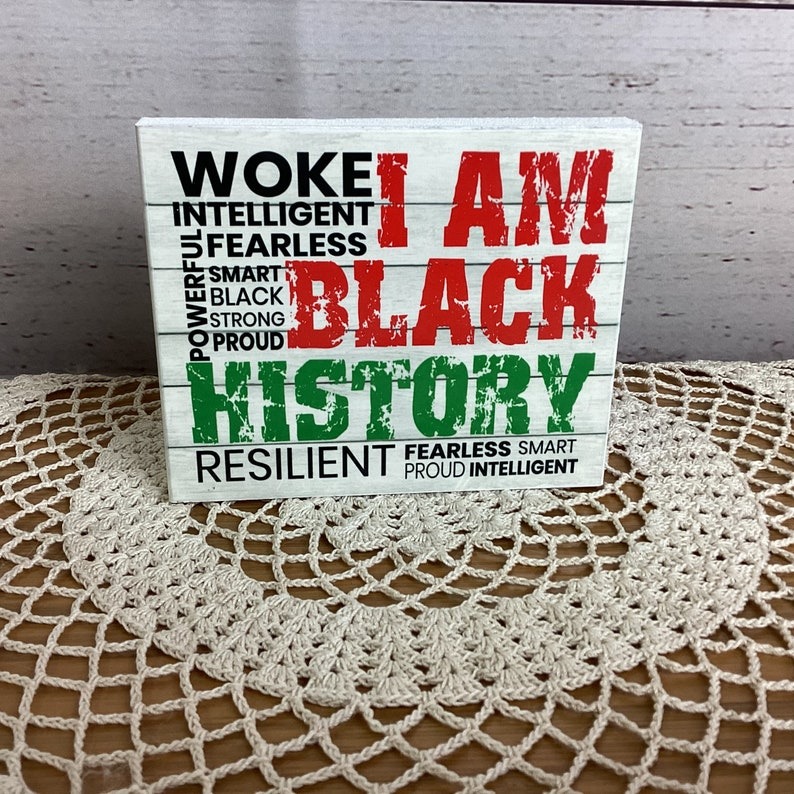 WOKE
INTELLIGENT
FEARLESS
POWERFUL
SMART
BLACK
STRONG
PROUD
I AM
BLACK
HISTORY
RESILIENT
FEARLESS SMART
PROUD INTELLIGENT